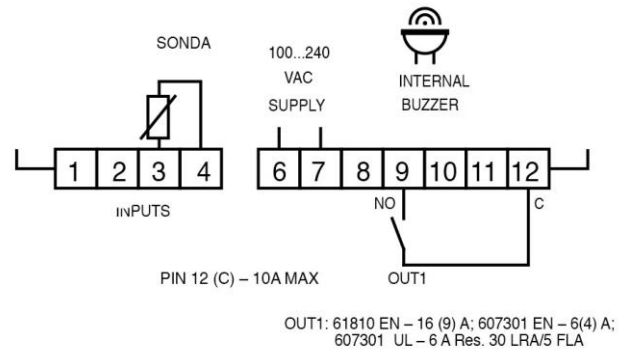 SONDA
100...240
VAC
SUPPLY
INTERNAL
BUZZER
1 2 3 4 6 7 8 9 10 11 12
INPUTS
NO
C
PIN 12 (C) – 10A MAX
OUT1
OUT1: 61810 EN – 16 (9) A; 607301 EN – 6(4) A;
607301 UL – 6 A Res. 30 LRA/5 FLA